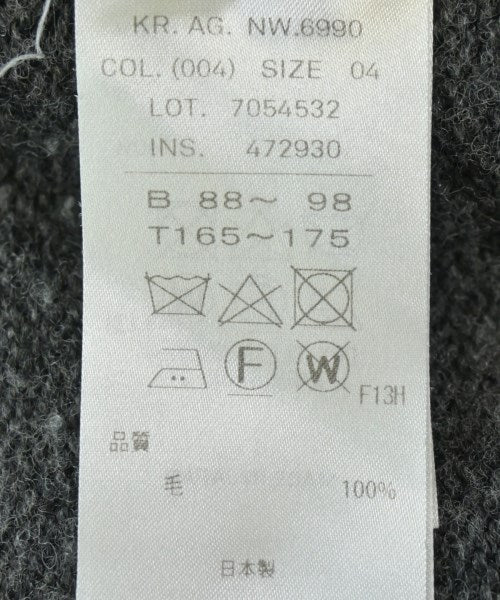 KR. AG. NW.6990
COL. (004) SIZE 04
LOT. 7054532
INS. 472930
B 88～ 98
T165～175
F W F13H
品質
毛 100%
日本製